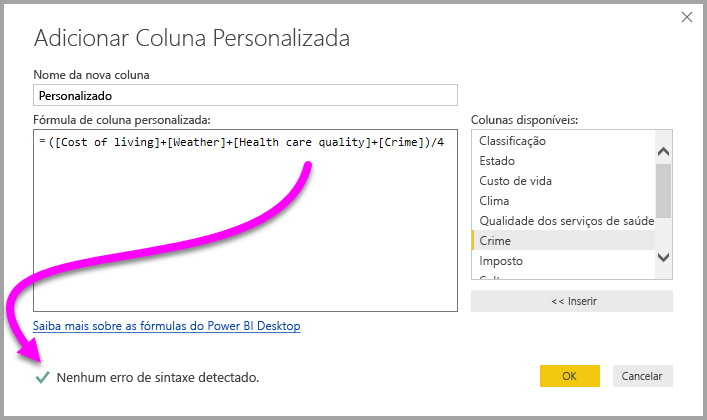 Adicionar Coluna Personalizada
Nome da nova coluna
Personalizado
Fórmula de coluna personalizada:
=([Cost of living]+[Weather]+[Health care quality]+[Crime])/4
Colunas disponíveis:
Classificação
Estado
Custo de vida
Clima
Qualidade dos serviços de saúde
Crime
Imposto
<< Inserir
Saiba mais sobre as fórmulas do Power BI Desktop
Nenhum erro de sintaxe detectado.
OK
Cancelar